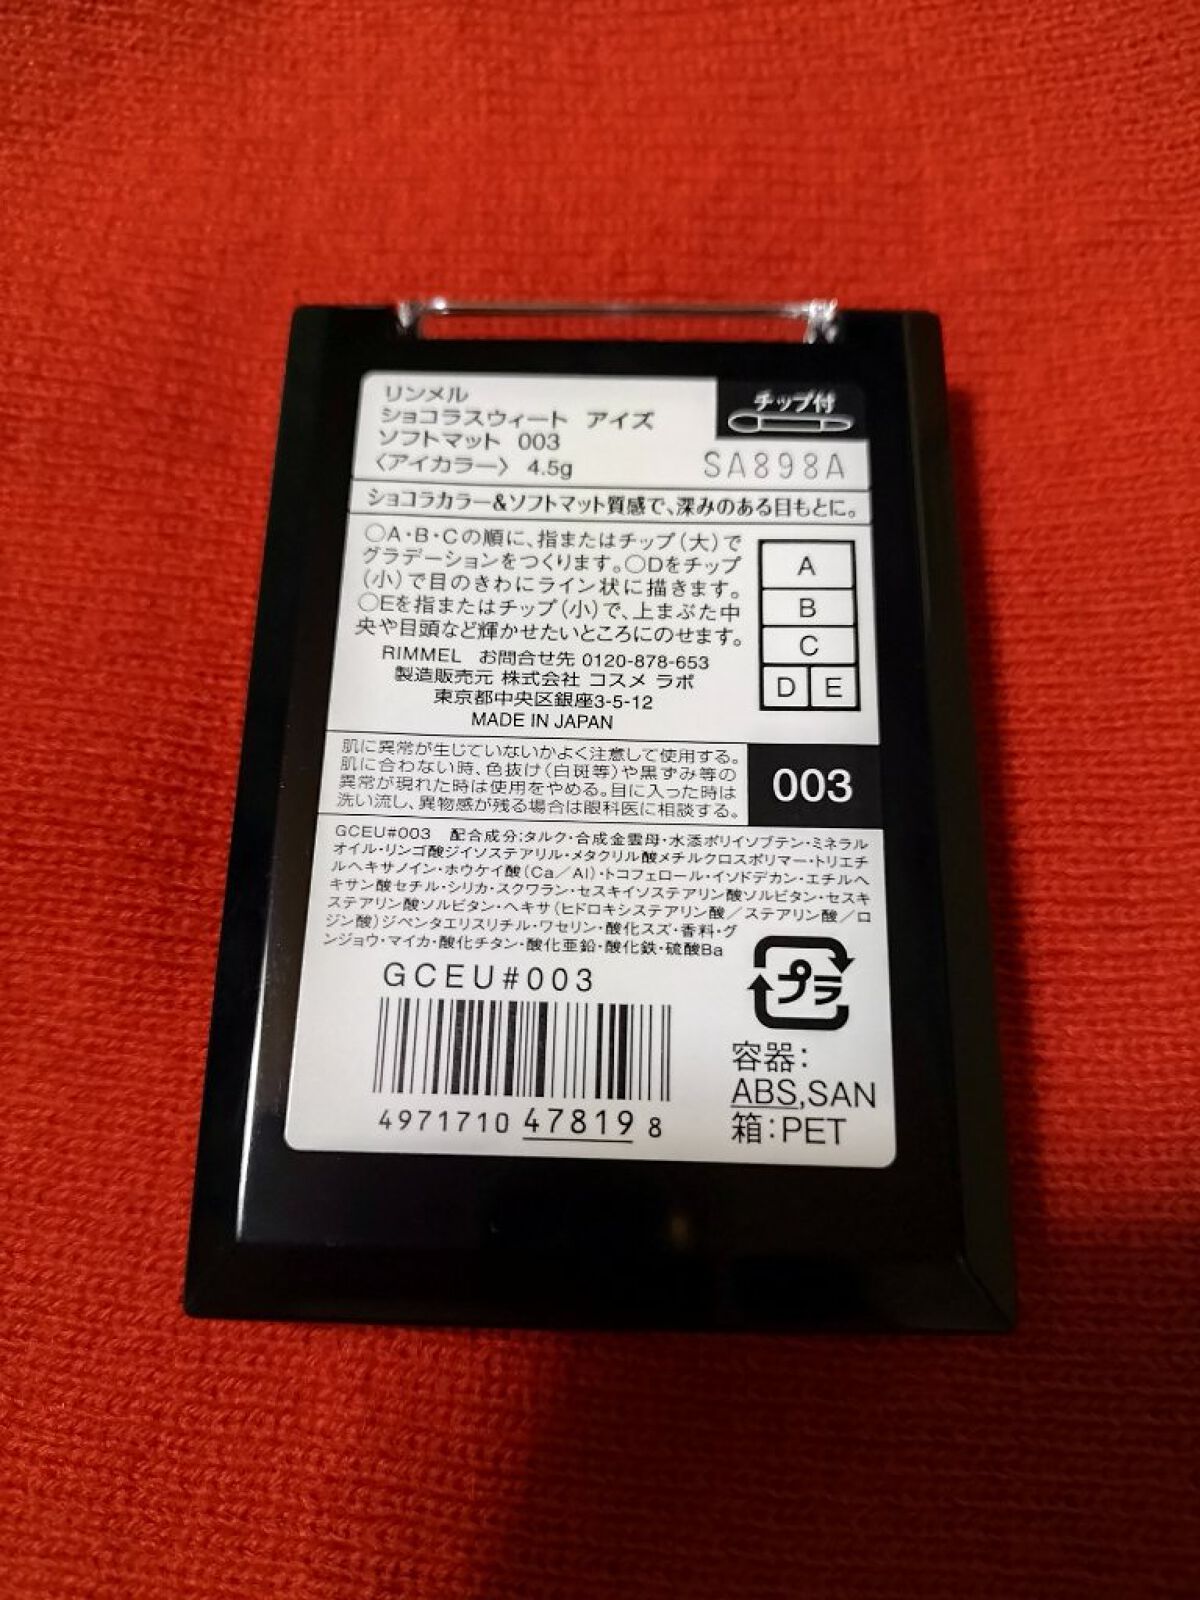 リンメル
ショコラスウィート アイズ
ソフトマット 003
〈アイカラー〉 4.5g
チップ付
SA898A
ショコラカラー&ソフトマット質感で、深みのある目もとに。
○A・B・Cの順に、指またはチップ(大)で
グラデーションをつくります。○Dをチップ
(小)で目のきわにライン状に描きます。
○Eを指またはチップ(小)で、上まぶた中
央や目頭など輝かせたいところにのせます。
A
B
C
D E
RIMMEL お問合せ先 0120-878-653
製造販売元 株式会社 コスメ ラボ
東京都中央区銀座3-5-12
MADE IN JAPAN
肌に異常が生じていないかよく注意して使用する。
肌に合わない時、色抜け(白斑等)や黒ずみ等の
異常が現れた時は使用をやめる。目に入った時は
洗い流し、異物感が残る場合は眼科医に相談する。
003
GCEU#003 配合成分:タルク・合成金雲母・水添ポリイソブテン・ミネラル
オイル・リンゴ酸ジイソステアリル・メタクリル酸メチルクロスポリマー・トリエチ
ルヘキサノイン・ホウケイ酸(Ca/Al)・トコフェロール・イソドデカン・エチルヘ
キサン酸セチル・シリカ・スクワラン・セスキイソステアリン酸ソルビタン・セスキ
ステアリン酸ソルビタン・ヘキサ(ヒドロキシステアリン酸/ステアリン酸/ロ
ジン酸)ジペンタエリスリチル・ワセリン・酸化スズ・香料・グ
ンジョウ・マイカ・酸化チタン・酸化亜鉛・酸化鉄・硫酸Ba
GCEU#003
4971710 47819 8
プラ
容器:
ABS,SAN
箱:PET